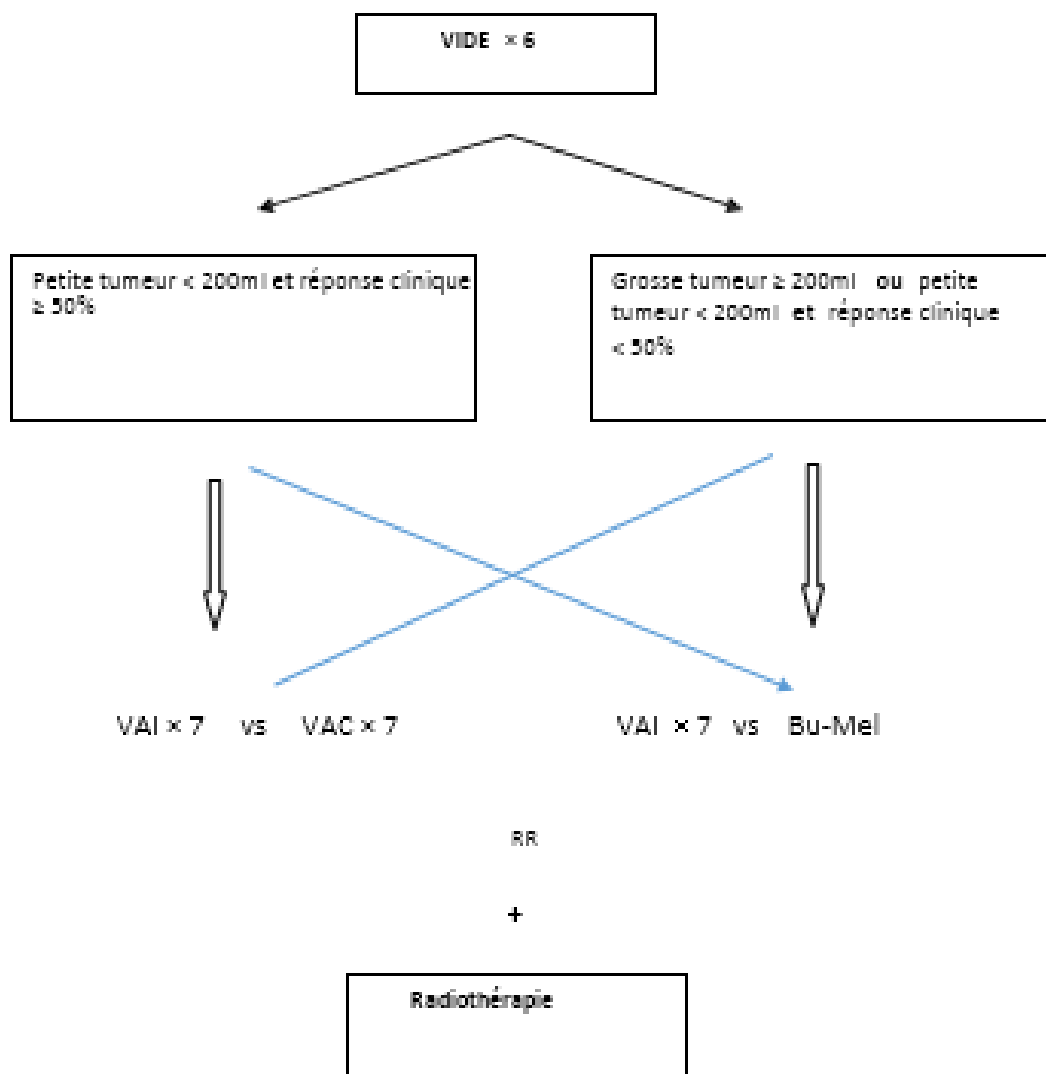 VIDE × 6
Petite tumeur < 200ml et réponse clinique
≥ 50%
Grosse tumeur ≥ 200ml ou petite
tumeur < 200ml et réponse clinique
< 50%
VAI × 7 vs VAC × 7
VAI × 7 vs Bu-Mel
RR
+
Radiothérapie